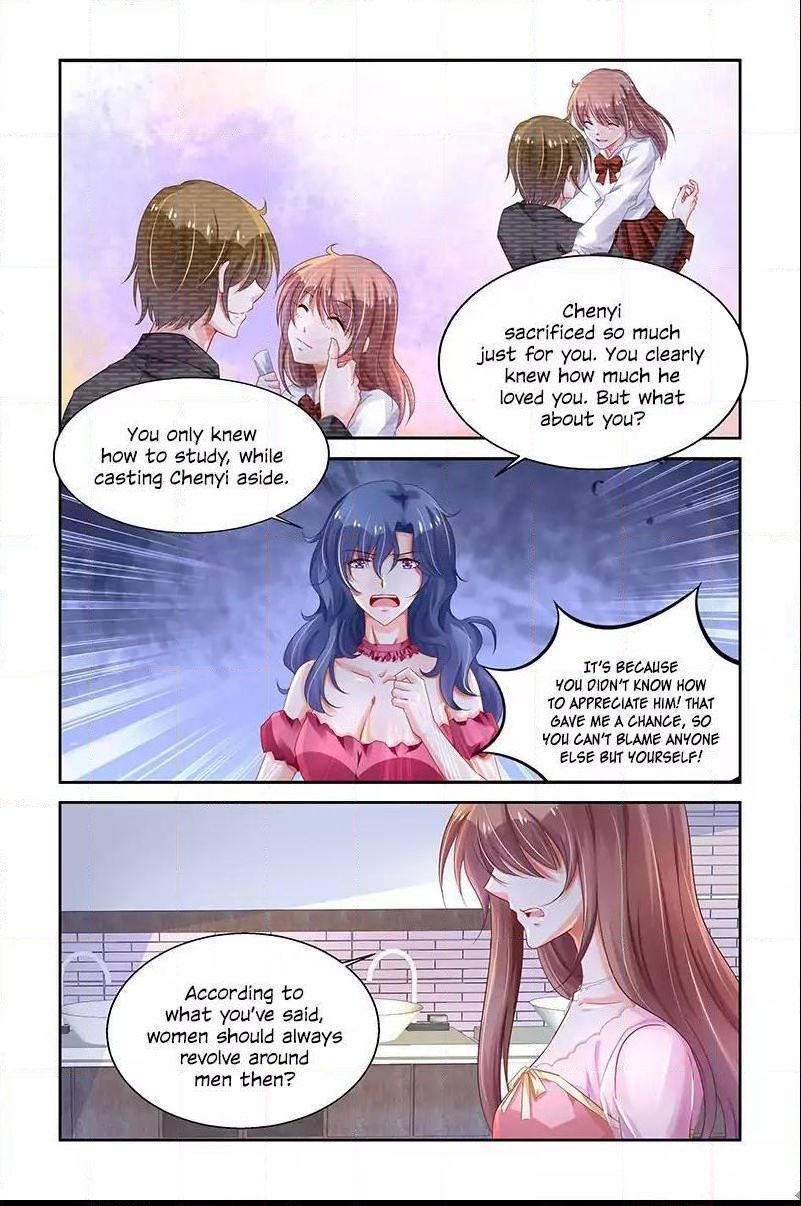 Chenyi
sacrificed so much
just for you. You clearly
knew how much he
loved you. But what
about you?
You only knew
how to study, while
casting Chenyi aside.
IT'S BECAUSE
YOU DIDN'T KNOW HOW
TO APPRECIATE HIM! THAT
GAVE ME A CHANCE, SO
YOU CAN'T BLAME ANYONE
ELSE BUT YOURSELF!
According to
what you've said,
women should always
revolve around
men then?